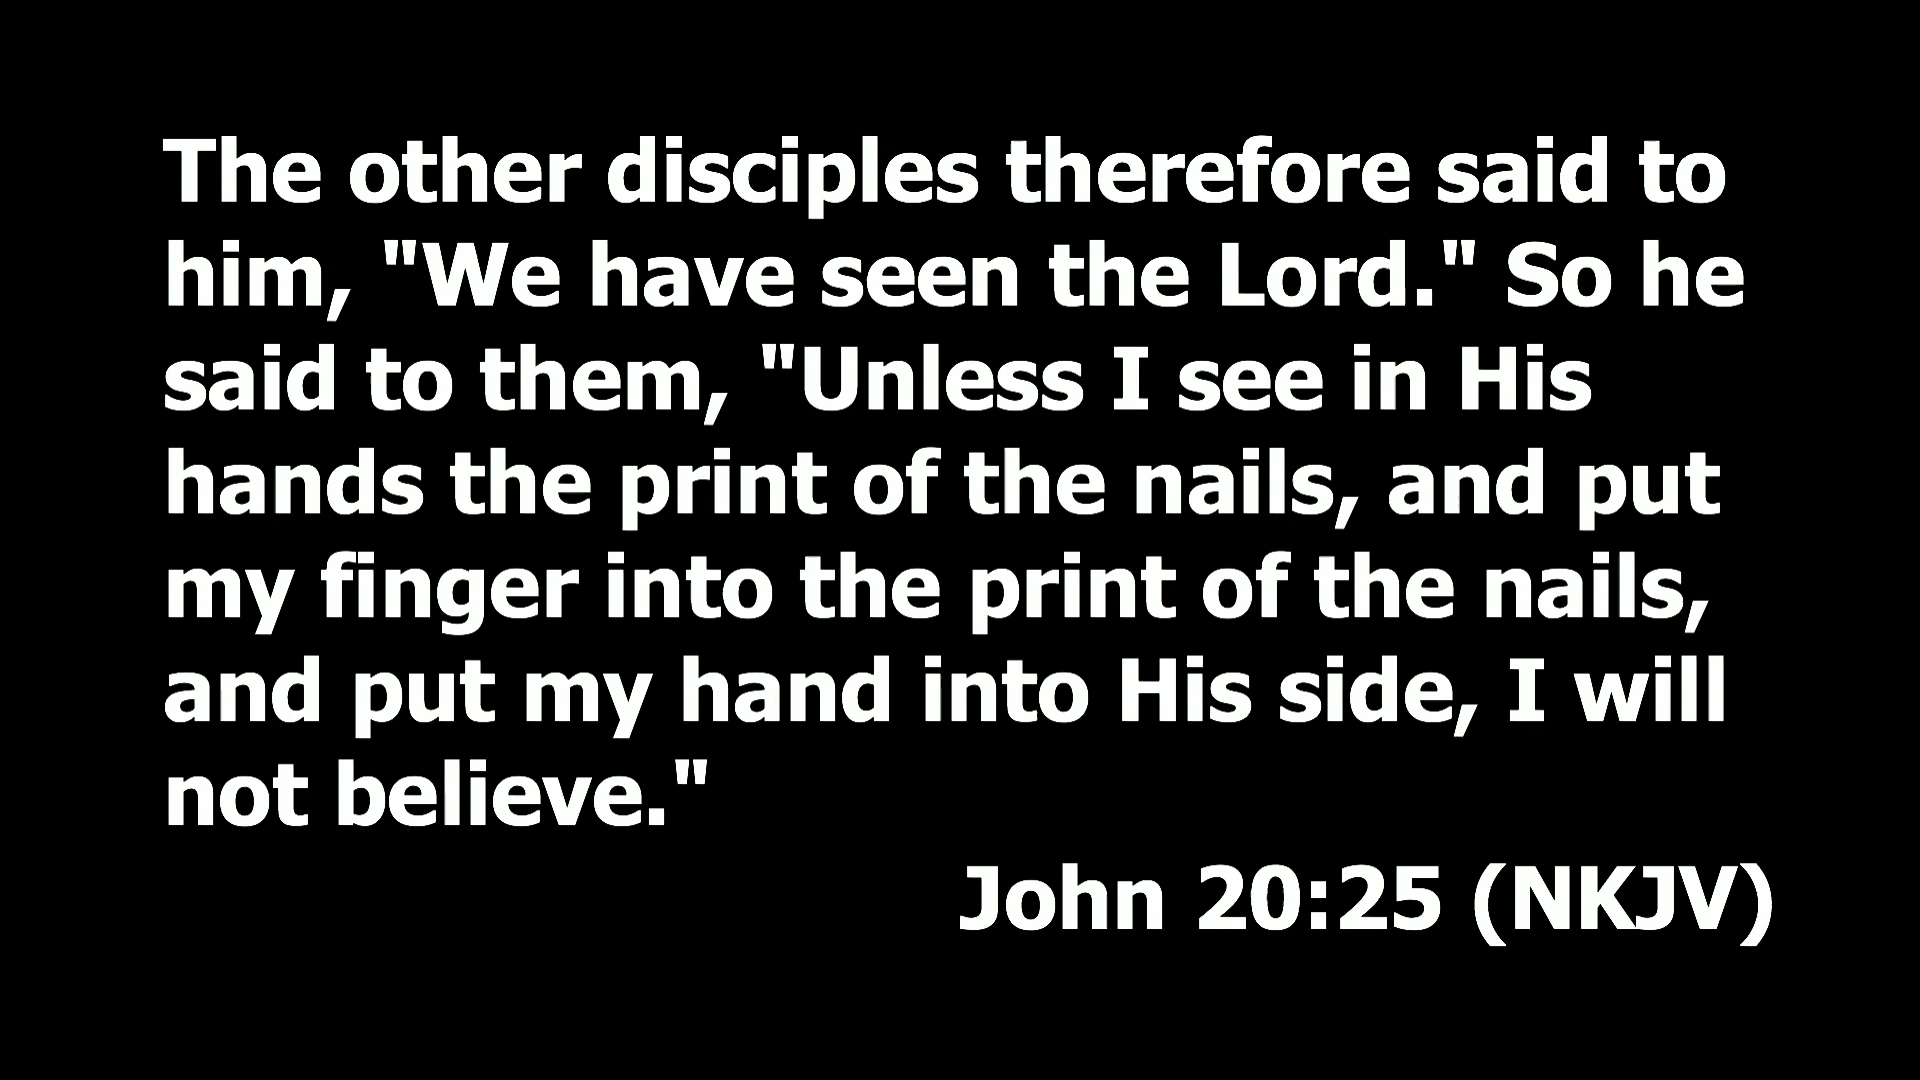 The other disciples therefore said to
him, "We have seen the Lord." So he
said to them, "Unless I see in His
hands the print of the nails, and put
my finger into the print of the nails,
and put my hand into His side, I will
not believe."
John 20:25 (NKJV)